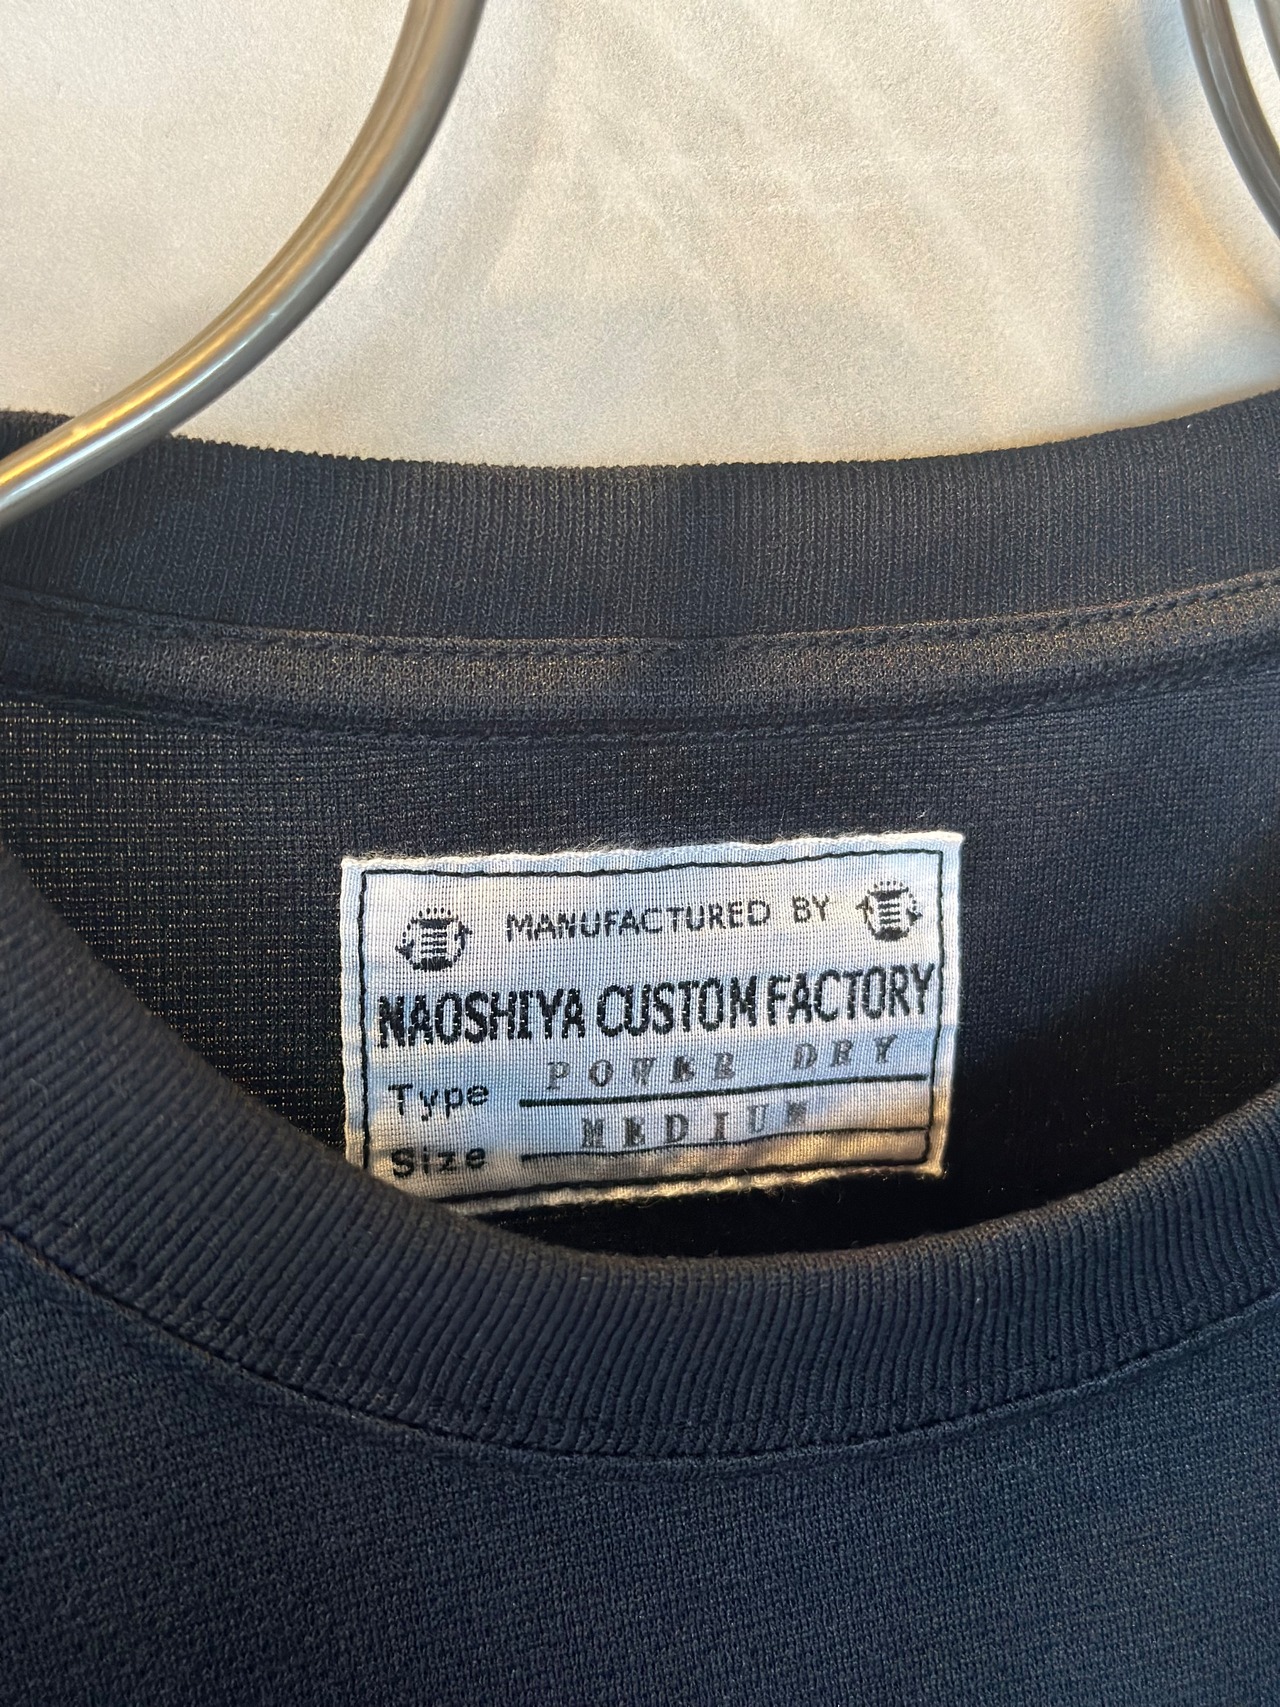 MANUFACTURED BY
NAOSHIYA CUSTOM FACTORY
Type POWER DRY
Size MEDIUM